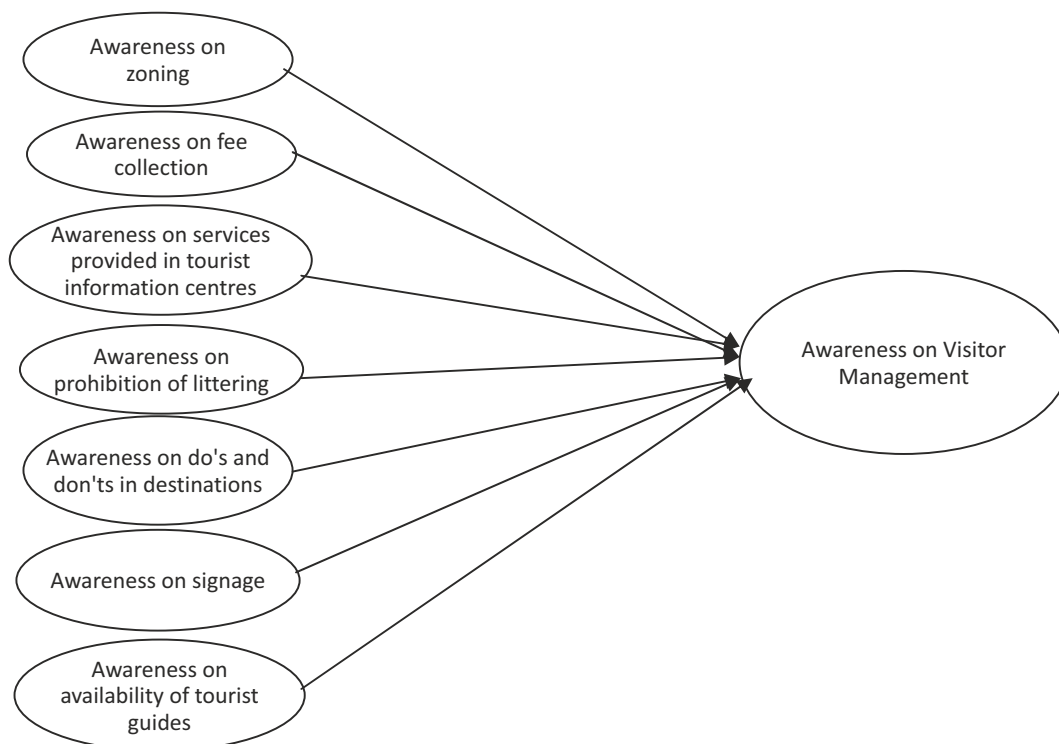 Awareness on
zoning
Awareness on fee
collection
Awareness on services
provided in tourist
information centres
Awareness on
prohibition of littering
Awareness on do's and
don'ts in destinations
Awareness on signage
Awareness on
availability of tourist
guides
Awareness on Visitor
Management